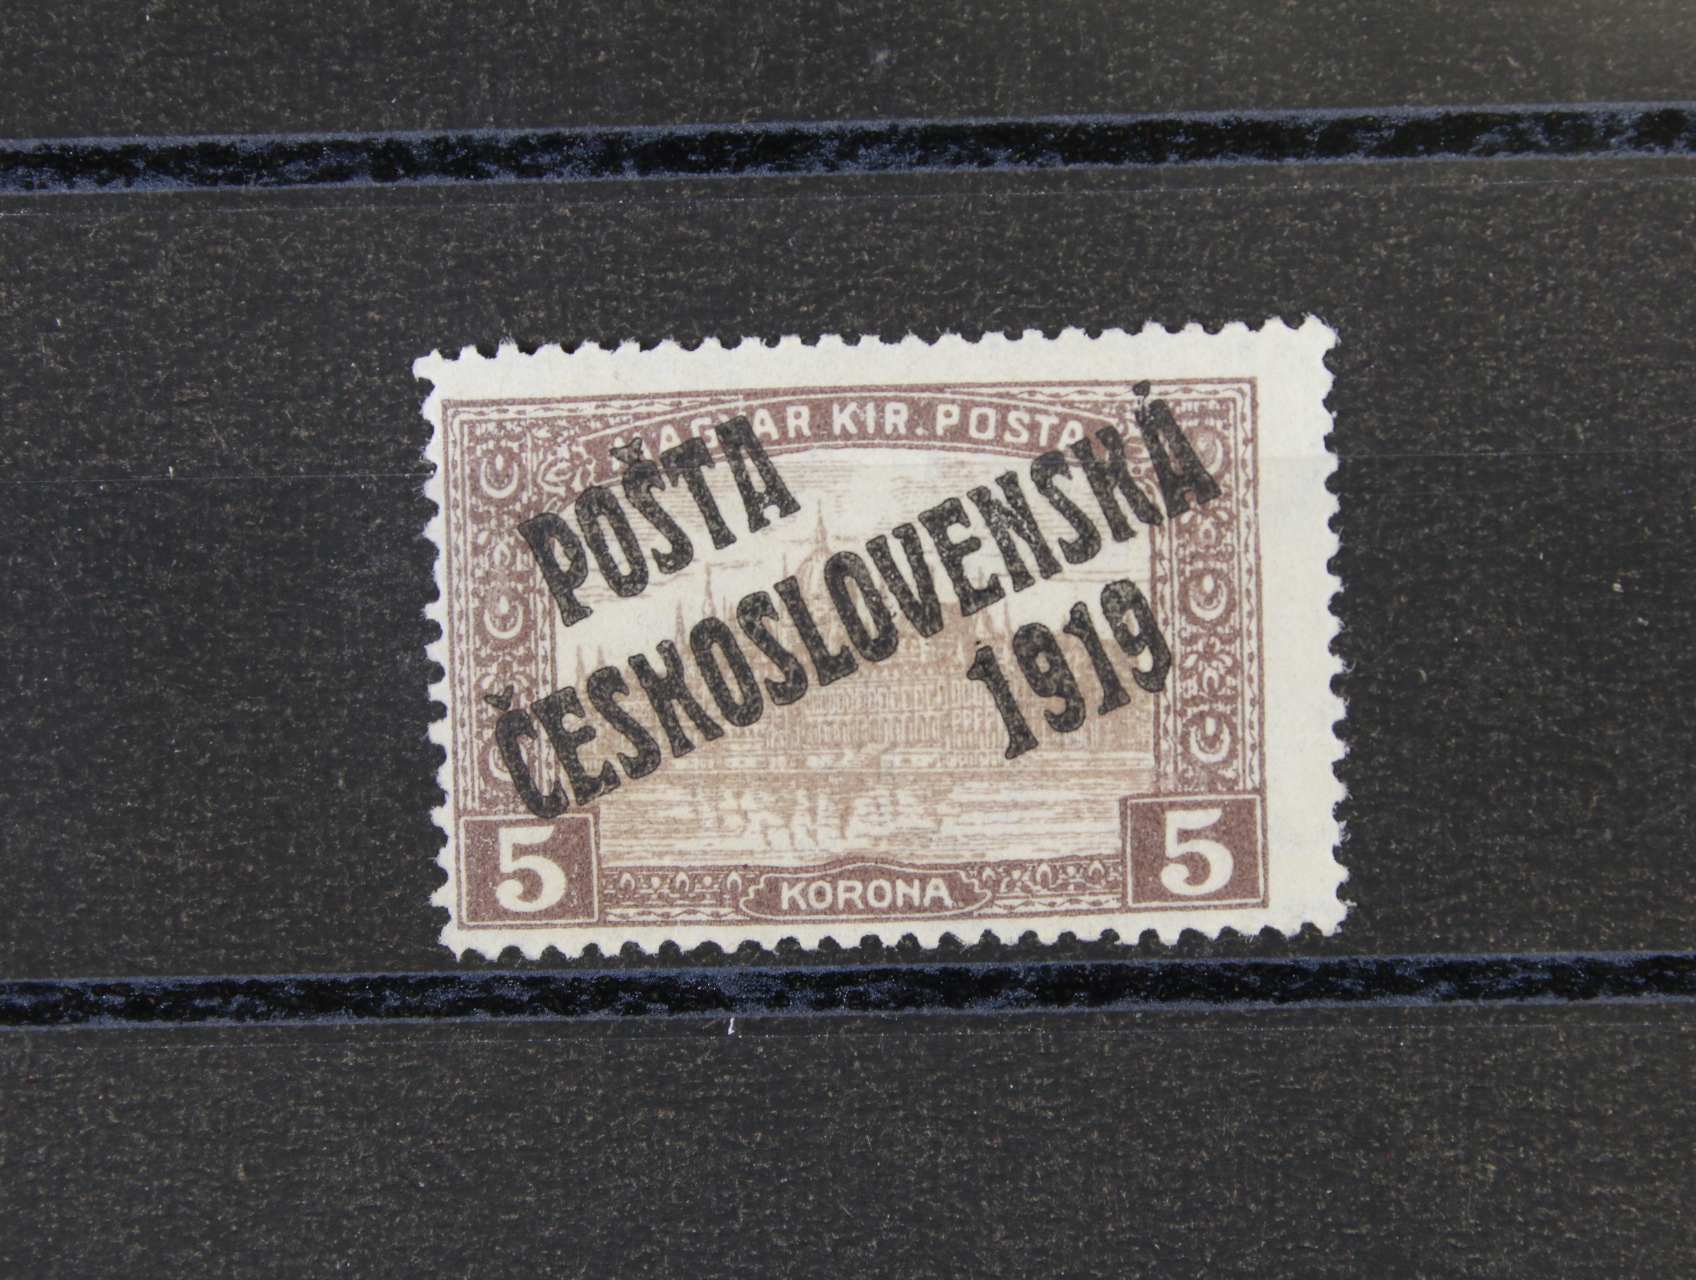 MAGYAR KIR. POSTA
POŠTA
ČESKOSLOVENSKÁ
1919
5 KORONA 5